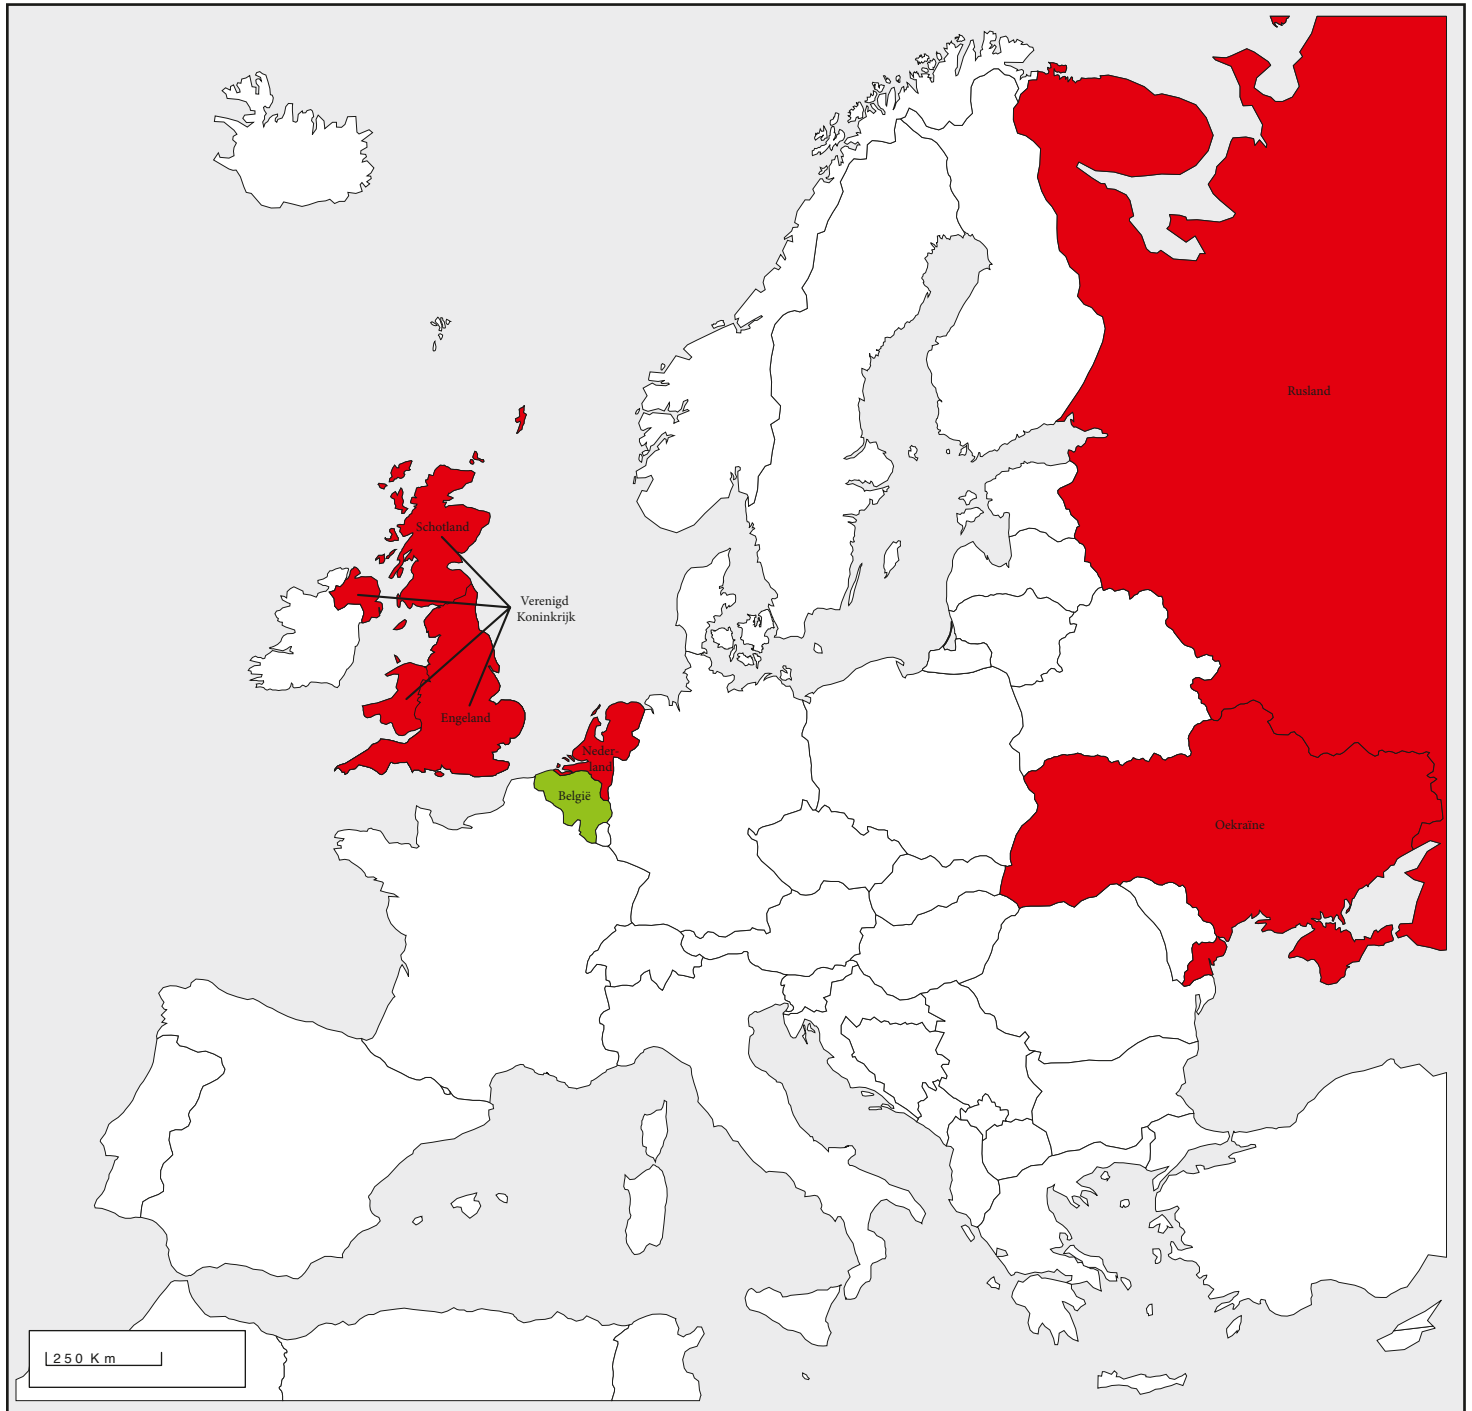 Rusland
Schotland
Verenigd
Koninkrijk
Engeland
Neder-
land
België
Oekraïne
250 Km